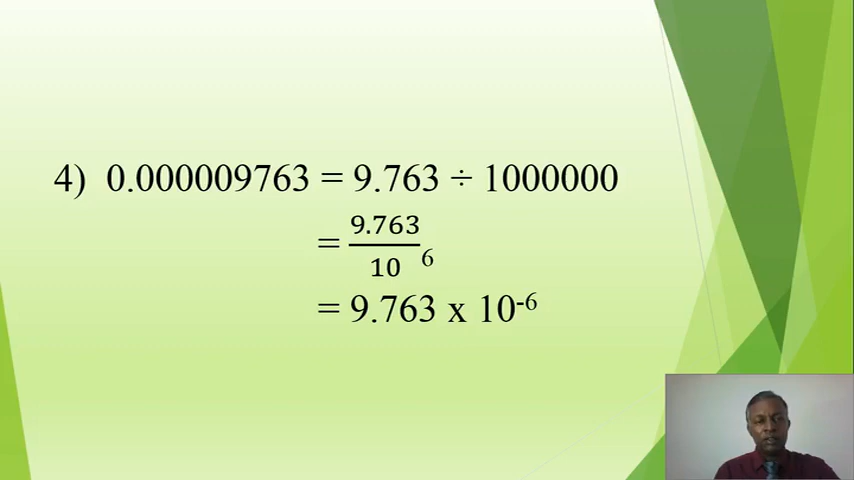 4) 0.000009763 = 9.763 ÷ 1000000
= 9.763/10 6
= 9.763 x 10⁻⁶